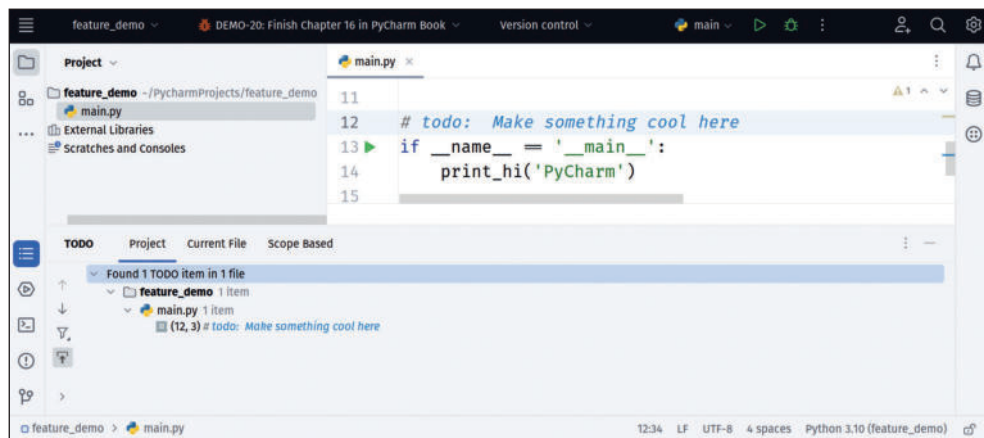 feature_demo
DEMO-20: Finish Chapter 16 in PyCharm Book
Version control
main
Project
main.py
feature_demo ~/PycharmProjects/feature_demo
main.py
External Libraries
Scratches and Consoles
11
12 # todo: Make something cool here
13 if __name__ == '__main__':
14 print_hi('PyCharm')
15
1
TODO Project Current File Scope Based
Found 1 TODO item in 1 file
feature_demo 1 item
main.py 1 item
(12, 3) # todo: Make something cool here
feature_demo > main.py
12:34 LF UTF-8 4 spaces Python 3.10 (feature_demo)